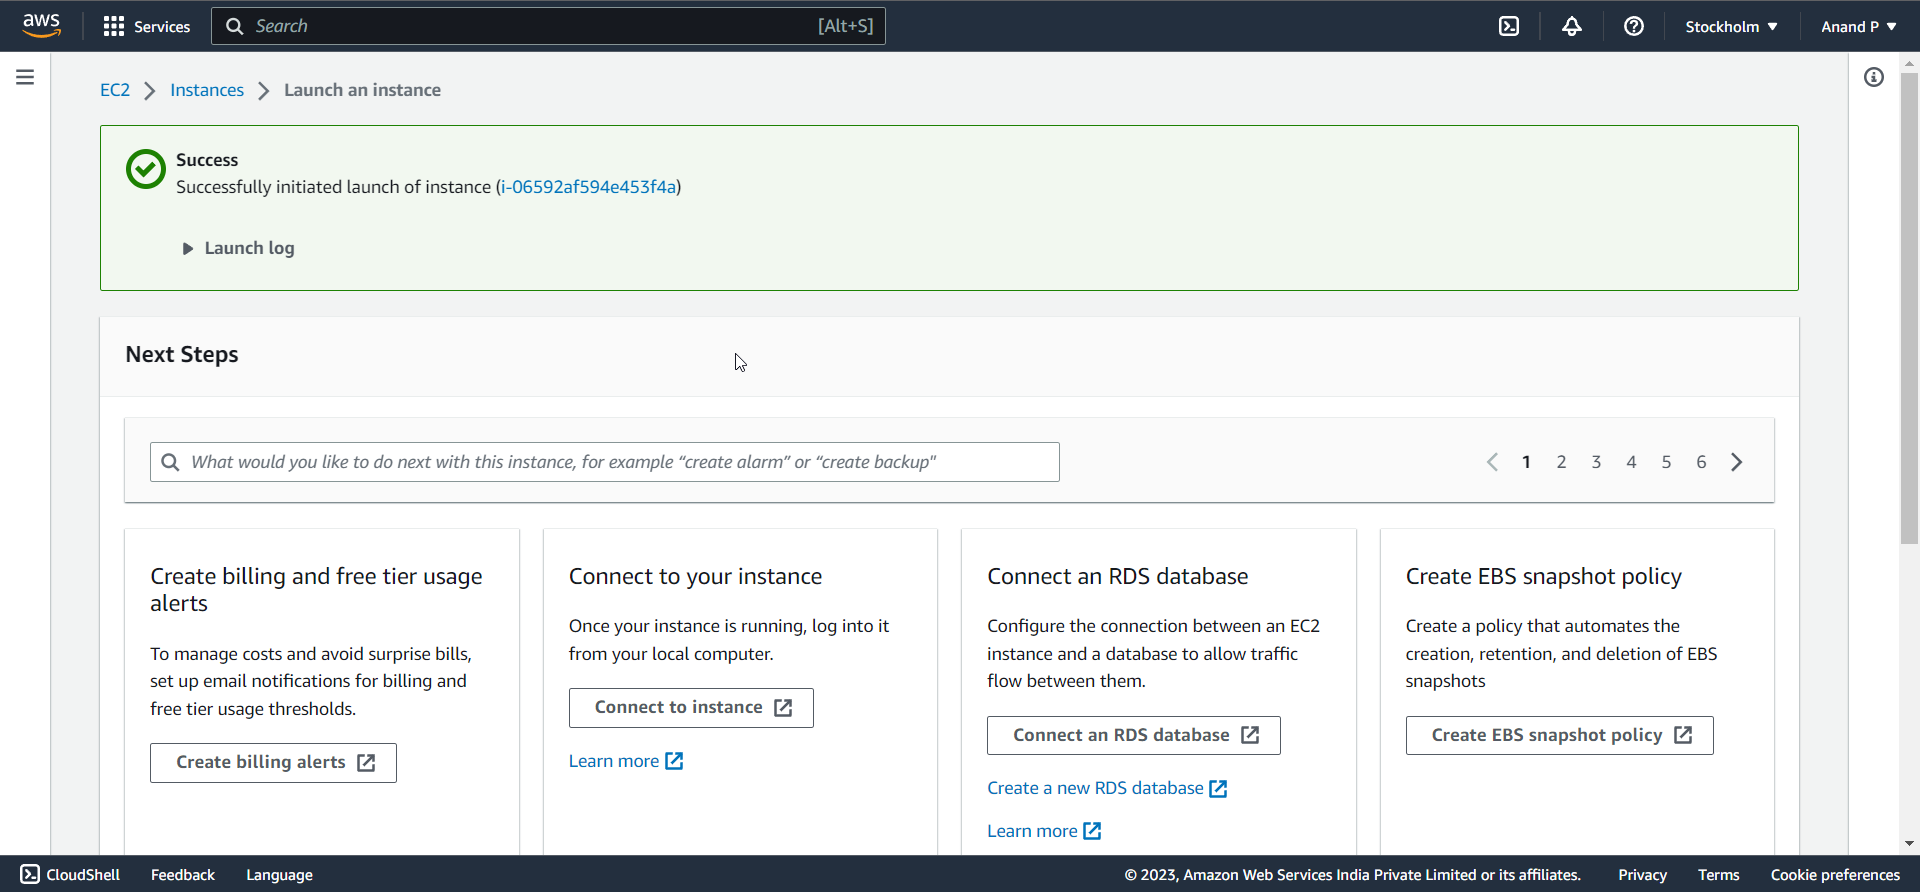 aws
Services
Search [Alt+S]
Stockholm
Anand P
EC2 Instances Launch an instance
Success
Successfully initiated launch of instance (i-06592af594e453f4a)
Launch log
Next Steps
What would you like to do next with this instance, for example “create alarm” or “create backup"
1 2 3 4 5 6
Create billing and free tier usage
alerts
To manage costs and avoid surprise bills,
set up email notifications for billing and
free tier usage thresholds.
Create billing alerts
Connect to your instance
Once your instance is running, log into it
from your local computer.
Connect to instance
Learn more
Connect an RDS database
Configure the connection between an EC2
instance and a database to allow traffic
flow between them.
Connect an RDS database
Create a new RDS database
Learn more
Create EBS snapshot policy
Create a policy that automates the
creation, retention, and deletion of EBS
snapshots
Create EBS snapshot policy
CloudShell
Feedback
Language
© 2023, Amazon Web Services India Private Limited or its affiliates.
Privacy
Terms
Cookie preferences